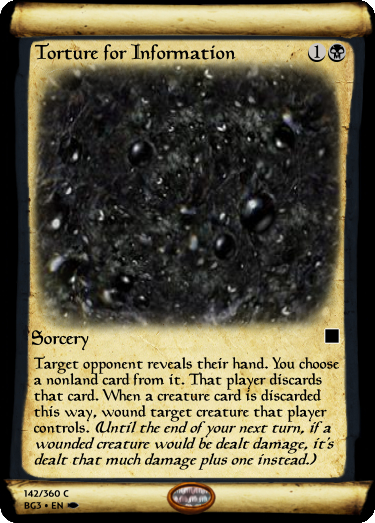 Torture for Information 1
Sorcery
Target opponent reveals their hand. You choose
a nonland card from it. That player discards
that card. When a creature card is discarded
this way, wound target creature that player
controls. (Until the end of your next turn, if a
wounded creature would be dealt damage, it's
dealt that much damage plus one instead.)
142/360 C
BG3 • EN